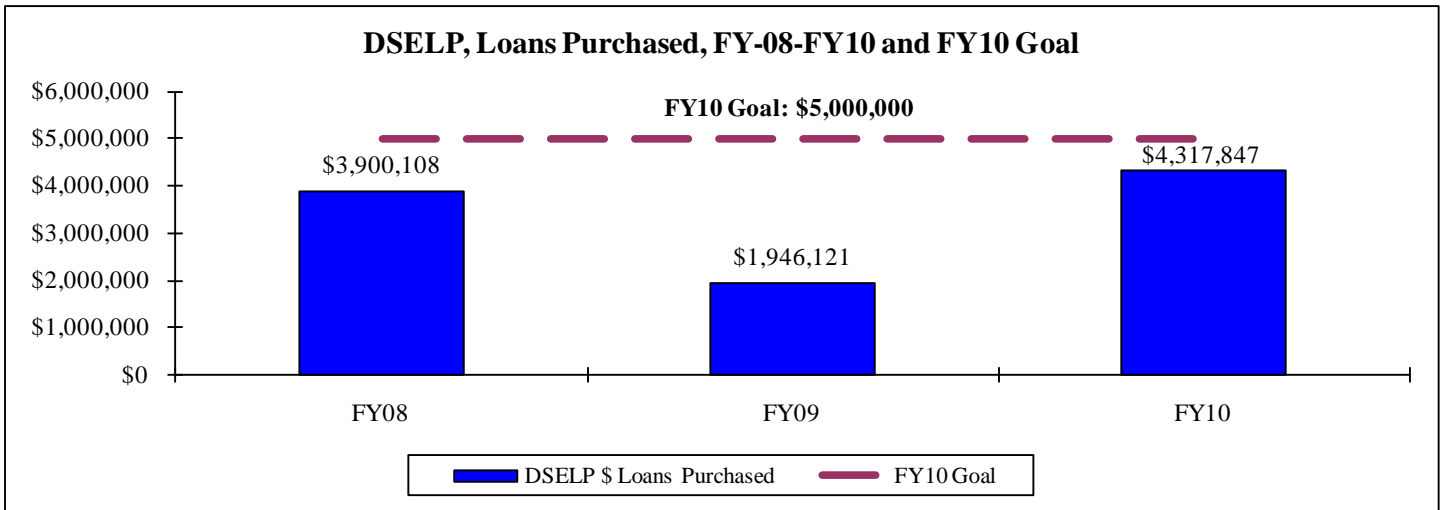 DSELP, Loans Purchased, FY-08-FY10 and FY10 Goal
$6,000,000
FY10 Goal: $5,000,000
$5,000,000
$3,900,108
$4,317,847
$4,000,000
$3,000,000
$1,946,121
$2,000,000
$1,000,000
$0
FY08 FY09 FY10
DSELP $ Loans Purchased FY10 Goal